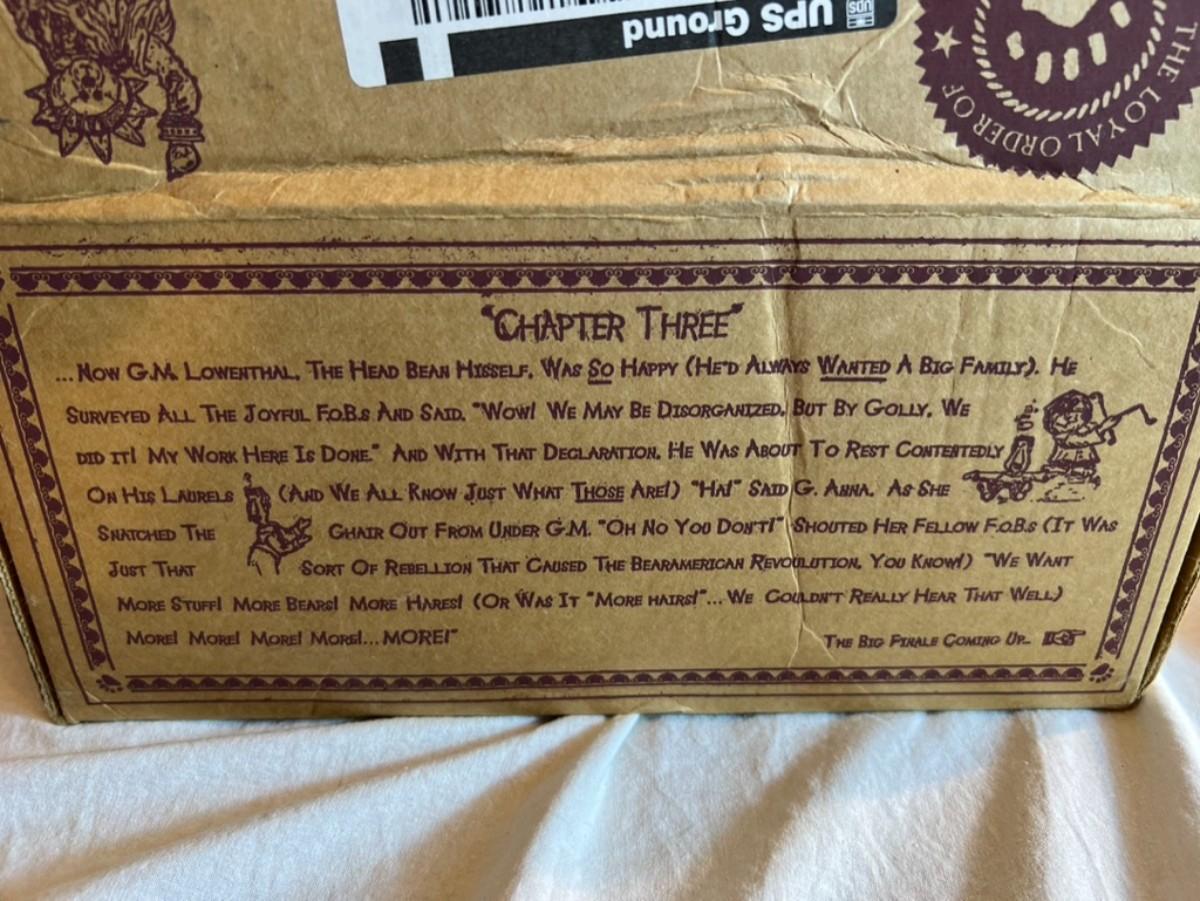 UPS Ground
ups
THE LOYAL ORDER OF
"CHAPTER THREE"
...NOW G.M. LOWENTHAL, THE HEAD BEAN HISSELF, WAS SO HAPPY (HE'D ALWAYS WANTED A BIG FAMILY). HE
SURVEYED ALL THE JOYFUL F.O.B.s AND SAID, "WOW! WE MAY BE DISORGANIZED, BUT BY GOLLY, WE
DID IT! MY WORK HERE IS DONE." AND WITH THAT DECLARATION, HE WAS ABOUT TO REST CONTENTEDLY
ON HIS LAURELS (AND WE ALL KNOW JUST WHAT THOSE ARE!) "HA!" SAID G. ANNA, AS SHE
SNATCHED THE CHAIR OUT FROM UNDER G.M. "OH NO YOU DON'T!" SHOUTED HER FELLOW F.O.B.s (IT WAS
JUST THAT SORT OF REBELLION THAT CAUSED THE BEARAMERICAN REVOULUTION, YOU KNOW!) "WE WANT
MORE STUFF! MORE BEARS! MORE HARES! (OR WAS IT "MORE HAIRS!"... WE COULDN'T REALLY HEAR THAT WELL)
MORE! MORE! MORE! MORE!...MORE!"
THE BIG FINALE COMING UP...